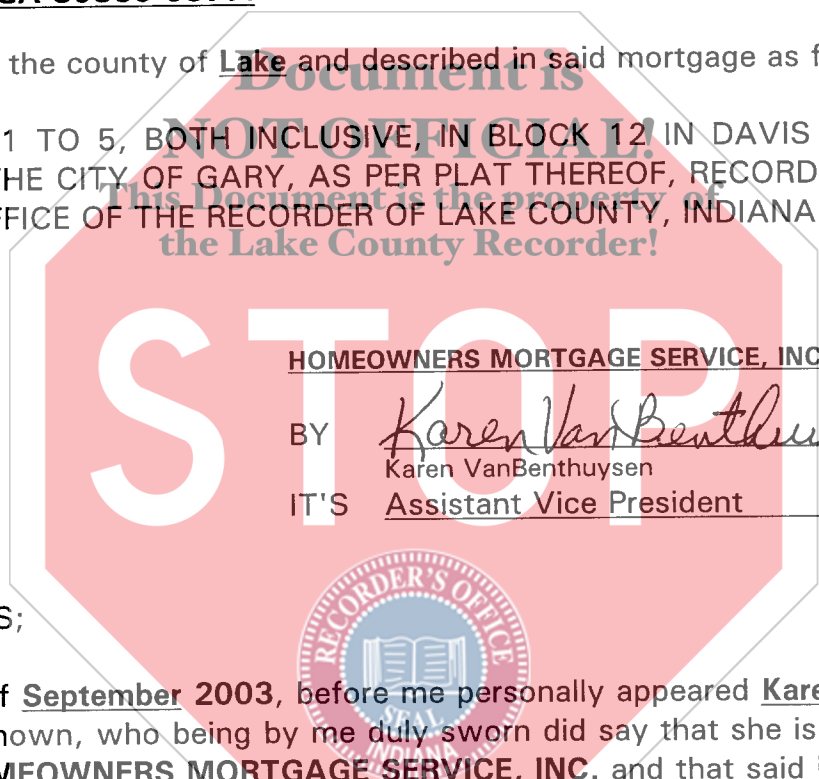 the county of Lake and described in said mortgage as f
Document is
1 TO 5, BOTH INCLUSIVE, IN BLOCK 12 IN DAVIS
NOT OFFICIAL!
THE CITY OF GARY, AS PER PLAT THEREOF, RECORD
This Document is the property of
FFICE OF THE RECORDER OF LAKE COUNTY, INDIANA
the Lake County Recorder!
STOP
HOMEOWNERS MORTGAGE SERVICE, INC
BY Karen VanBenthu
Karen VanBenthuysen
IT'S Assistant Vice President
RECORDER'S OFFICE
S;
f September 2003, before me personally appeared Kare
nown, who being by me duly sworn did say that she is
SEAL
INDIANA
MEOWNERS MORTGAGE SERVICE, INC. and that said i